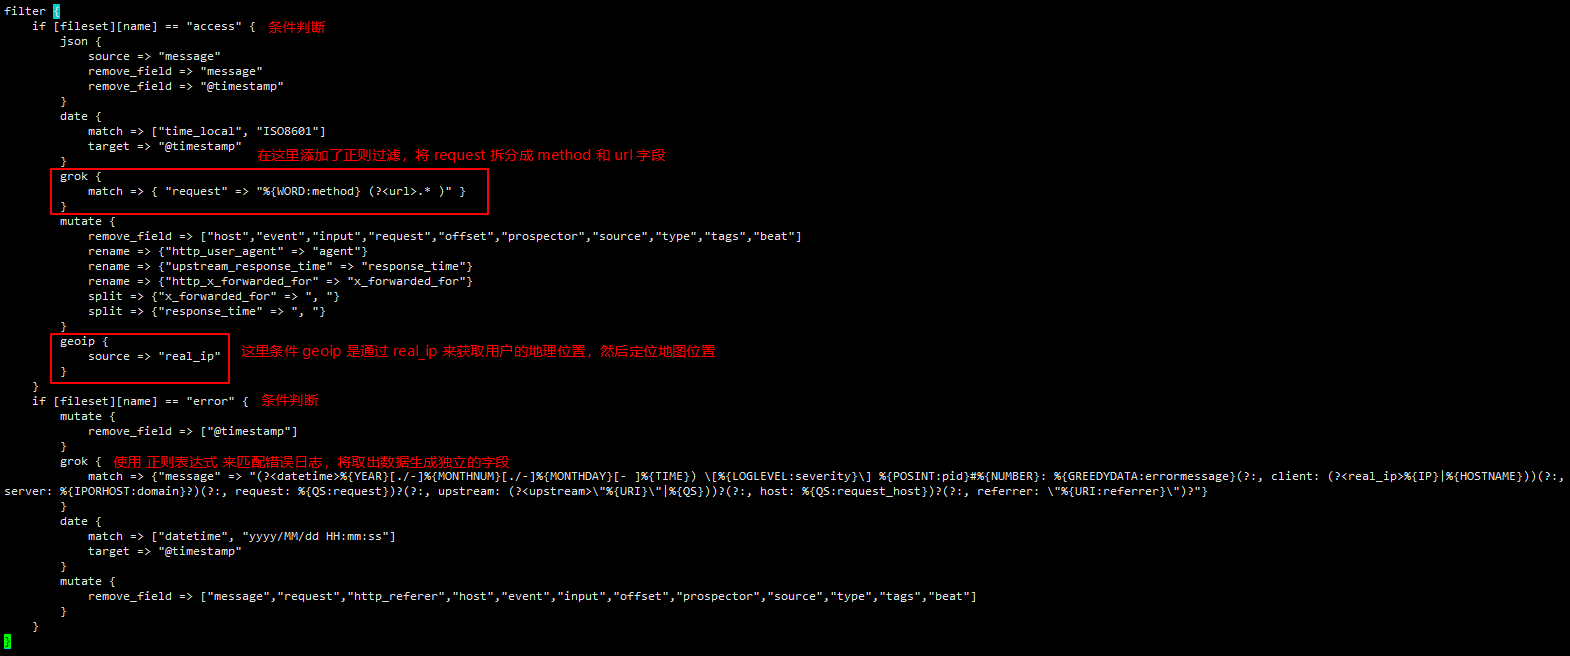 filter {
if [fileset][name] == "access" { 条件判断
json {
source => "message"
remove_field => "message"
remove_field => "@timestamp"
}
date {
match => ["time_local", "ISO8601"]
target => "@timestamp"
在这里添加了正则过滤，将 request 拆分成 method 和 url 字段
}
grok {
match => { "request" => "%{WORD:method} (?<url>.* )" }
}
mutate {
remove_field => ["host","event","input","request","offset","prospector","source","type","tags","beat"]
rename => {"http_user_agent" => "agent"}
rename => {"upstream_response_time" => "response_time"}
rename => {"http_x_forwarded_for" => "x_forwarded_for"}
split => {"x_forwarded_for" => ", "}
split => {"response_time" => ", "}
}
geoip {
source => "real_ip" 这里条件 geoip 是通过 real_ip 来获取用户的地理位置，然后定位地图位置
}
}
if [fileset][name] == "error" { 条件判断
mutate {
remove_field => ["@timestamp"]
}
grok { 使用 正则表达式 来匹配错误日志，将取出数据生成独立的字段
match => {"message" => "(?<datetime>%{YEAR}[./-]%{MONTHNUM}[./-]%{MONTHDAY}[- ]%{TIME}) \[%{LOGLEVEL:severity}\] %{POSINT:pid}#%{NUMBER}: %{GREEDYDATA:errormessage}(?:, client: (?<real_ip>%{IP}|%{HOSTNAME}))(?:,
server: %{IPORHOST:domain}?)(?:, request: %{QS:request})?(?:, upstream: (?<upstream>\"%{URI}\"|%{QS}))?(?:, host: %{QS:request_host})?(?:, referrer: \"%{URI:referrer}\")?"}
}
date {
match => ["datetime", "yyyy/MM/dd HH:mm:ss"]
target => "@timestamp"
}
mutate {
remove_field => ["message","request","http_referer","host","event","input","offset","prospector","source","type","tags","beat"]
}
}
}